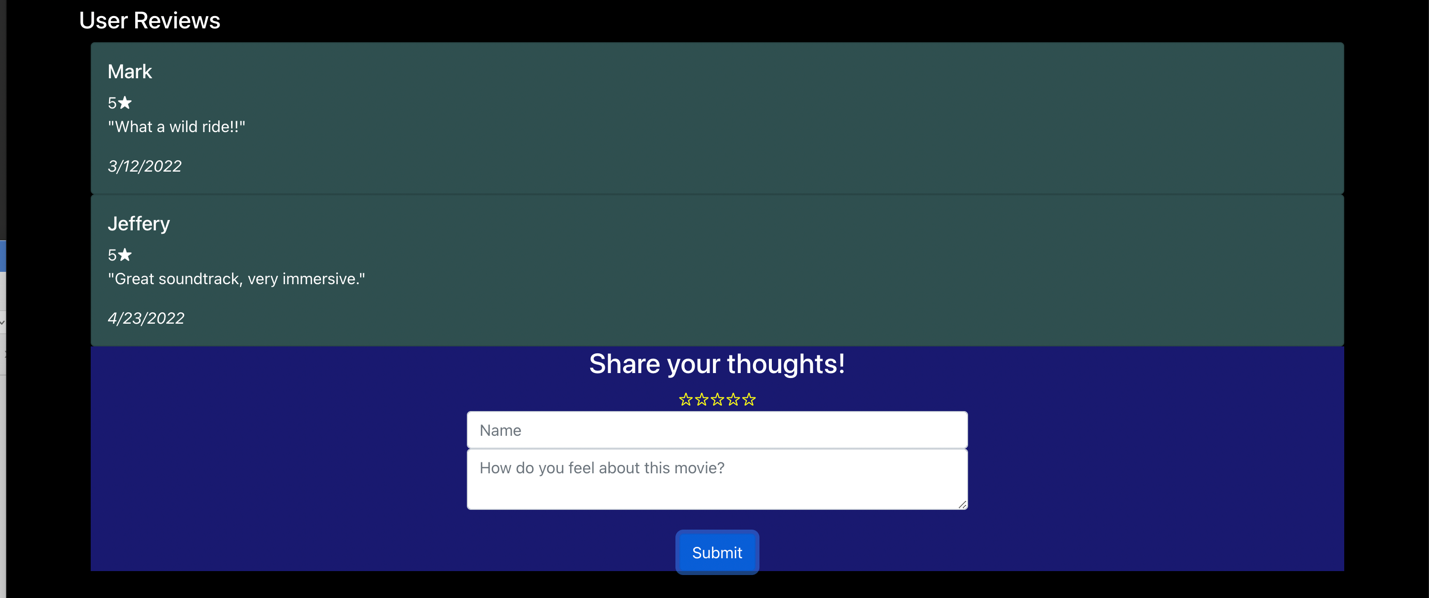 User Reviews
Mark
5★
"What a wild ride!!"
3/12/2022
Jeffery
5★
"Great soundtrack, very immersive."
4/23/2022
Share your thoughts!
☆☆☆☆☆
Name
How do you feel about this movie?
Submit